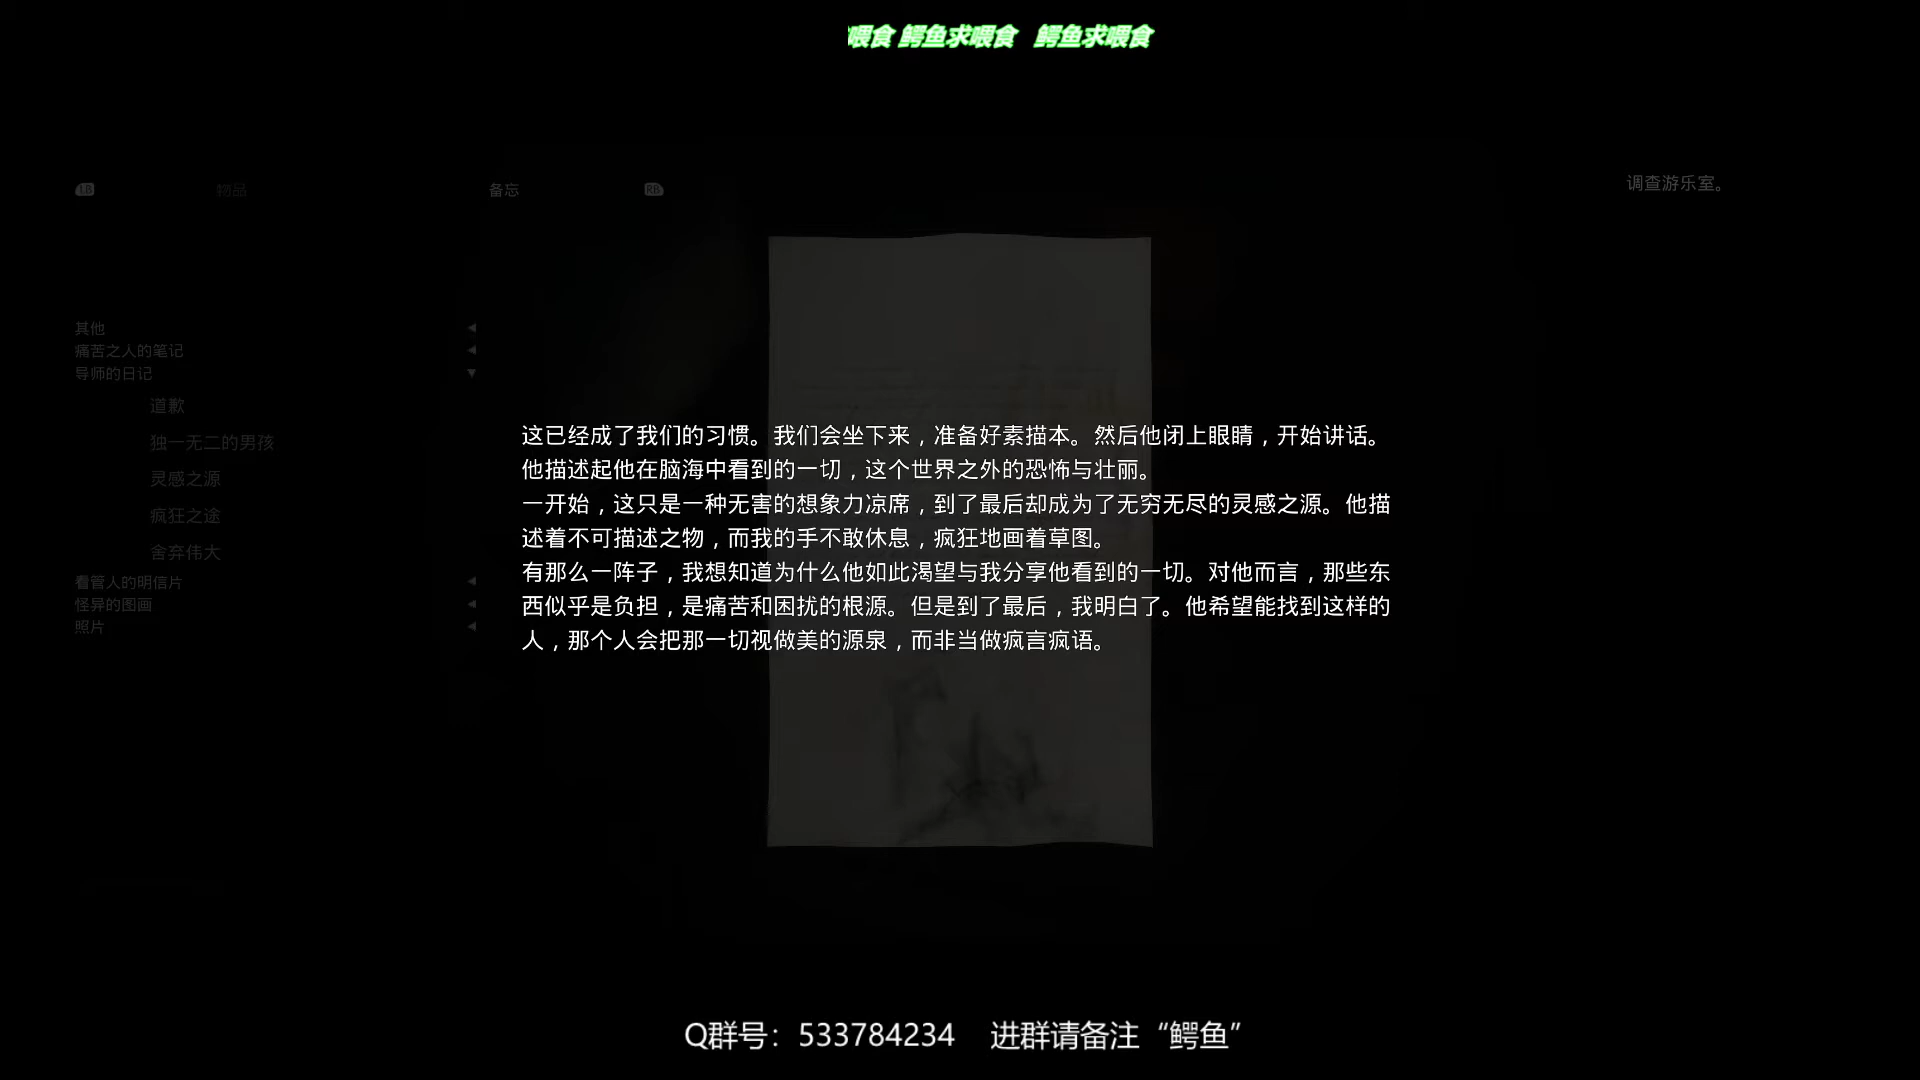 喂食 鳄鱼求喂食 鳄鱼求喂食
LB 物品 备忘 RB
调查游乐室。
其他
痛苦之人的笔记
导师的日记
道歉
独一无二的男孩
灵感之源
疯狂之途
舍弃伟大
看管人的明信片
怪异的图画
照片
这已经成了我们的习惯。我们会坐下来，准备好素描本。然后他闭上眼睛，开始讲话。
他描述起他在脑海中看到的一切，这个世界之外的恐怖与壮丽。
一开始，这只是一种无害的想象力凉席，到了最后却成为了无穷无尽的灵感之源。他描
述着不可描述之物，而我的手不敢休息，疯狂地画着草图。
有那么一阵子，我想知道为什么他如此渴望与我分享他看到的一切。对他而言，那些东
西似乎是负担，是痛苦和困扰的根源。但是到了最后，我明白了。他希望能找到这样的
人，那个人会把那一切视做美的源泉，而非当做疯言疯语。
Q群号：533784234 进群请备注“鳄鱼”